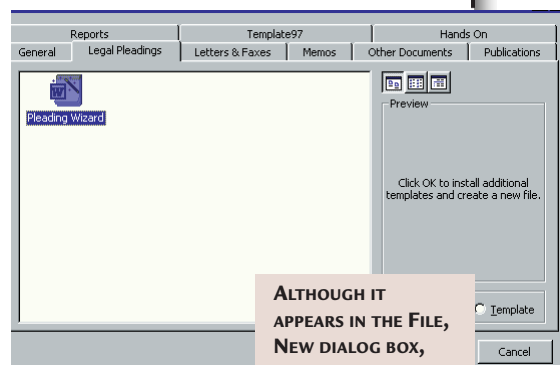 Reports Template97 Hands On
General Legal Pleadings Letters & Faxes Memos Other Documents Publications
Pleading Wizard
Preview
Click OK to install additional
templates and create a new file.
Template
ALTHOUGH IT
APPEARS IN THE FILE,
NEW DIALOG BOX,
Cancel